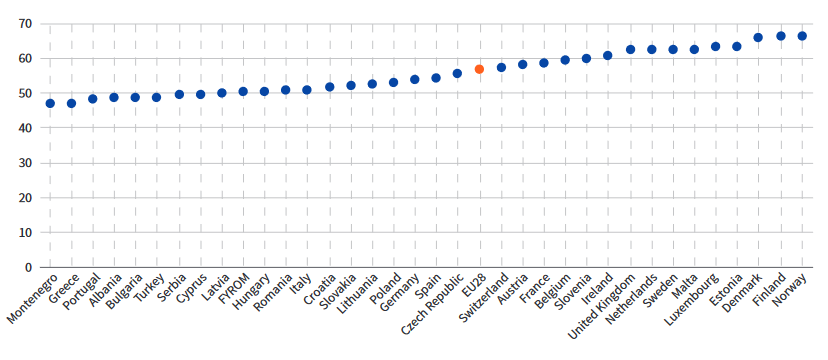 70
60
50
40
30
20
10
0
Montenegro
Greece
Portugal
Albania
Bulgaria
Turkey
Serbia
Cyprus
Latvia
FYROM
Hungary
Romania
Italy
Croatia
Slovakia
Lithuania
Poland
Germany
Spain
Czech Republic
EU28
Switzerland
Austria
France
Belgium
Slovenia
Ireland
United Kingdom
Netherlands
Sweden
Malta
Luxembourg
Estonia
Denmark
Finland
Norway